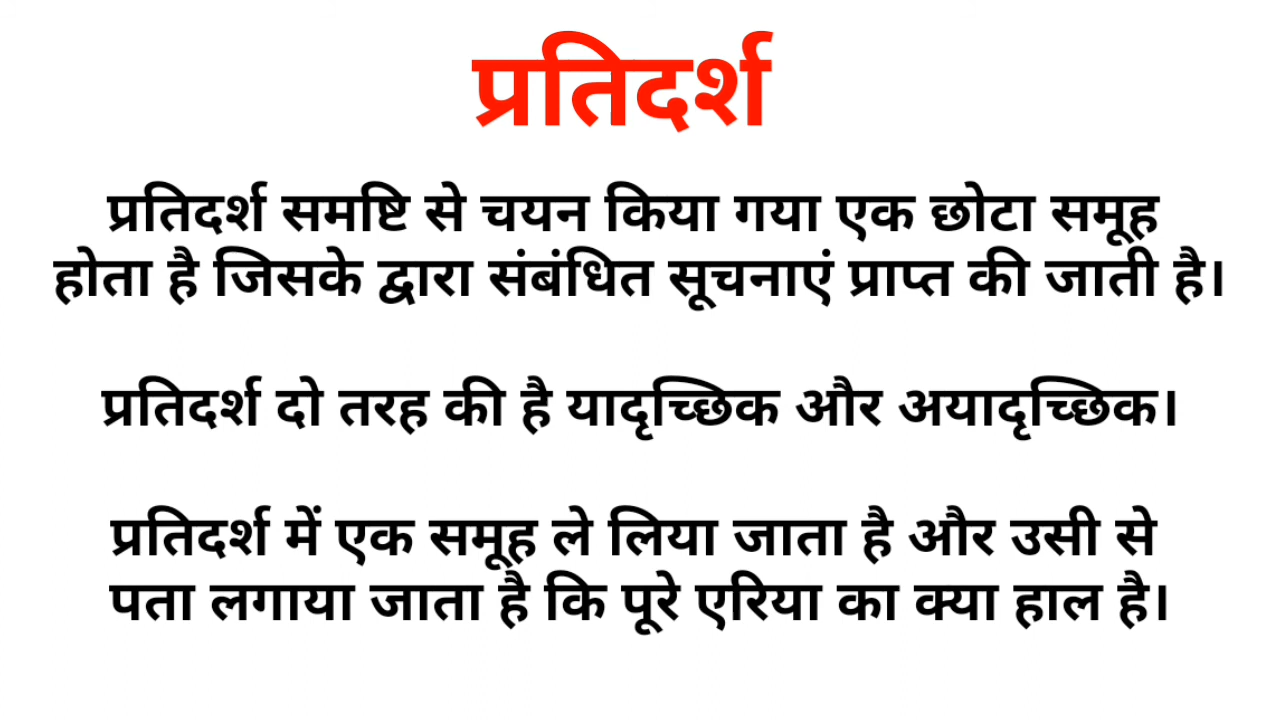 प्रतिदर्श
प्रतिदर्श समष्टि से चयन किया गया एक छोटा समूह
होता है जिसके द्वारा संबंधित सूचनाएं प्राप्त की जाती है।
प्रतिदर्श दो तरह की है यादृच्छिक और अयादृच्छिक।
प्रतिदर्श में एक समूह ले लिया जाता है और उसी से
पता लगाया जाता है कि पूरे एरिया का क्या हाल है।